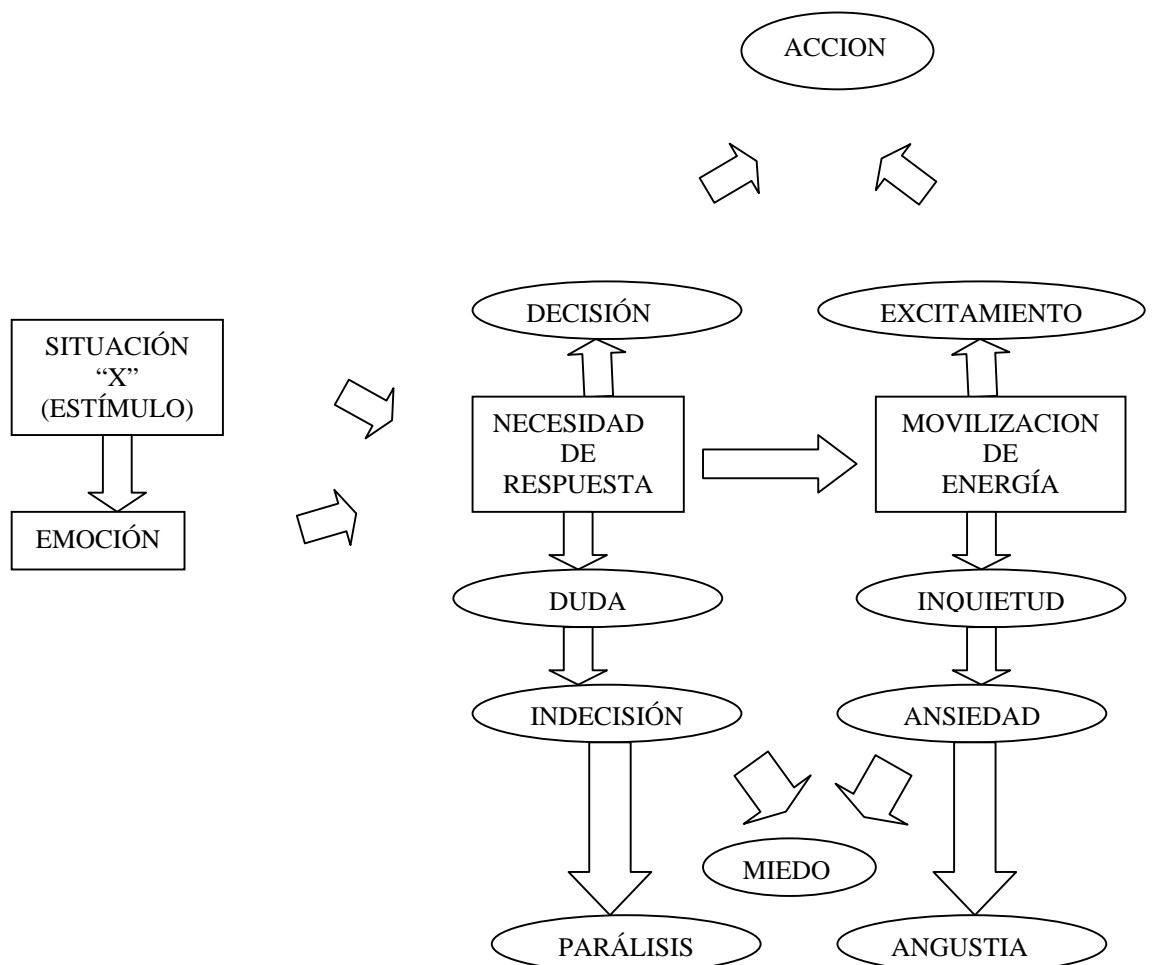 ACCION
DECISIÓN
EXCITAMIENTO
SITUACIÓN
“X”
(ESTÍMULO)
NECESIDAD
DE
RESPUESTA
MOVILIZACION
DE
ENERGÍA
EMOCIÓN
DUDA
INQUIETUD
INDECISIÓN
ANSIEDAD
MIEDO
PARÁLISIS
ANGUSTIA